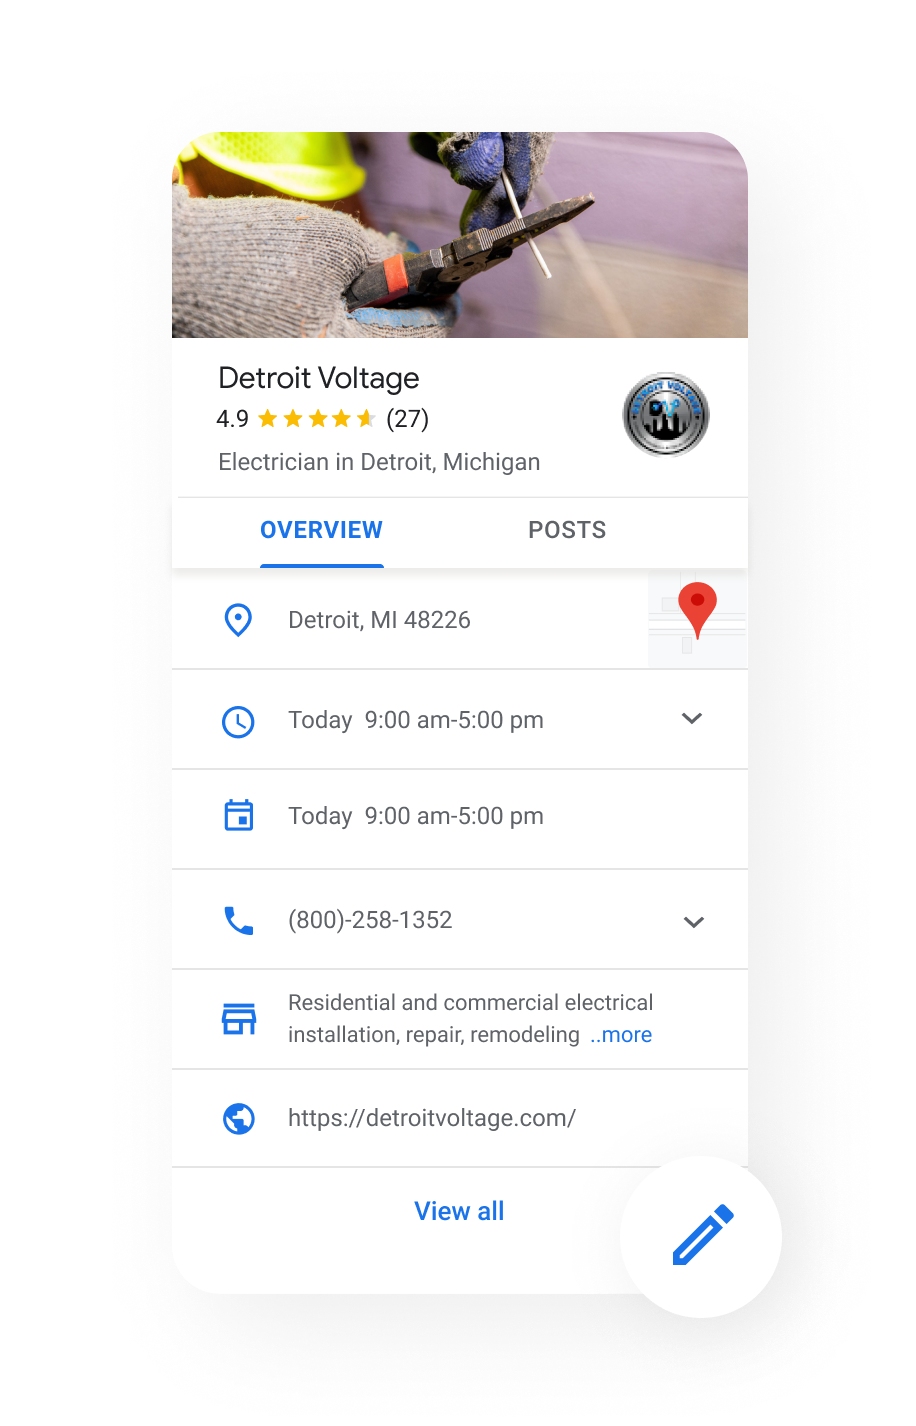 Detroit Voltage
4.9 (27)
Electrician in Detroit, Michigan
DETROIT VOLTAGE
OVERVIEW POSTS
Detroit, MI 48226
Today 9:00 am-5:00 pm
Today 9:00 am-5:00 pm
(800)-258-1352
Residential and commercial electrical
installation, repair, remodeling ..more
https://detroitvoltage.com/
View all